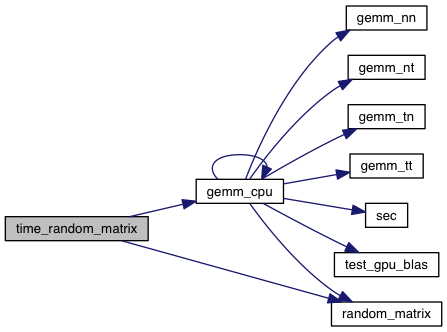 gemm_nn
gemm_nt
gemm_tn
gemm_tt
gemm_cpu
sec
time_random_matrix
test_gpu_blas
random_matrix